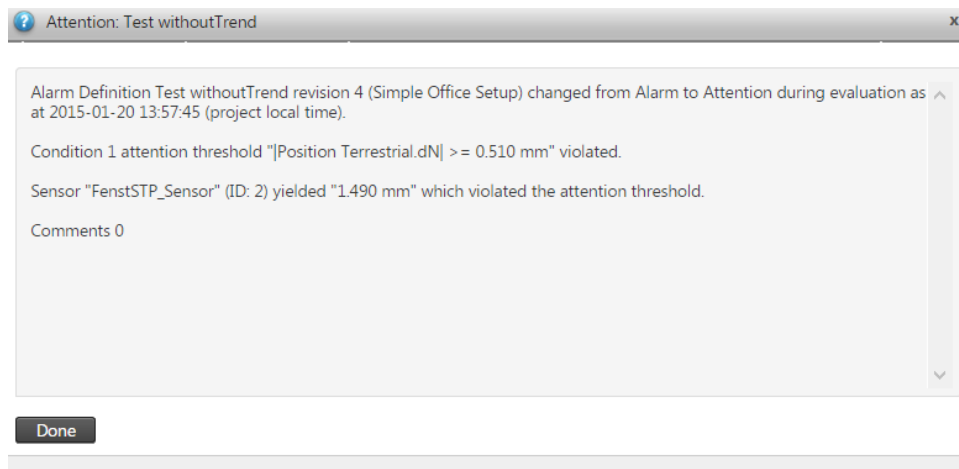 Attention: Test withoutTrend
x
Alarm Definition Test withoutTrend revision 4 (Simple Office Setup) changed from Alarm to Attention during evaluation as
at 2015-01-20 13:57:45 (project local time).
Condition 1 attention threshold "|Position Terrestrial.dN| >= 0.510 mm" violated.
Sensor "FenstSTP_Sensor" (ID: 2) yielded "1.490 mm" which violated the attention threshold.
Comments 0
Done